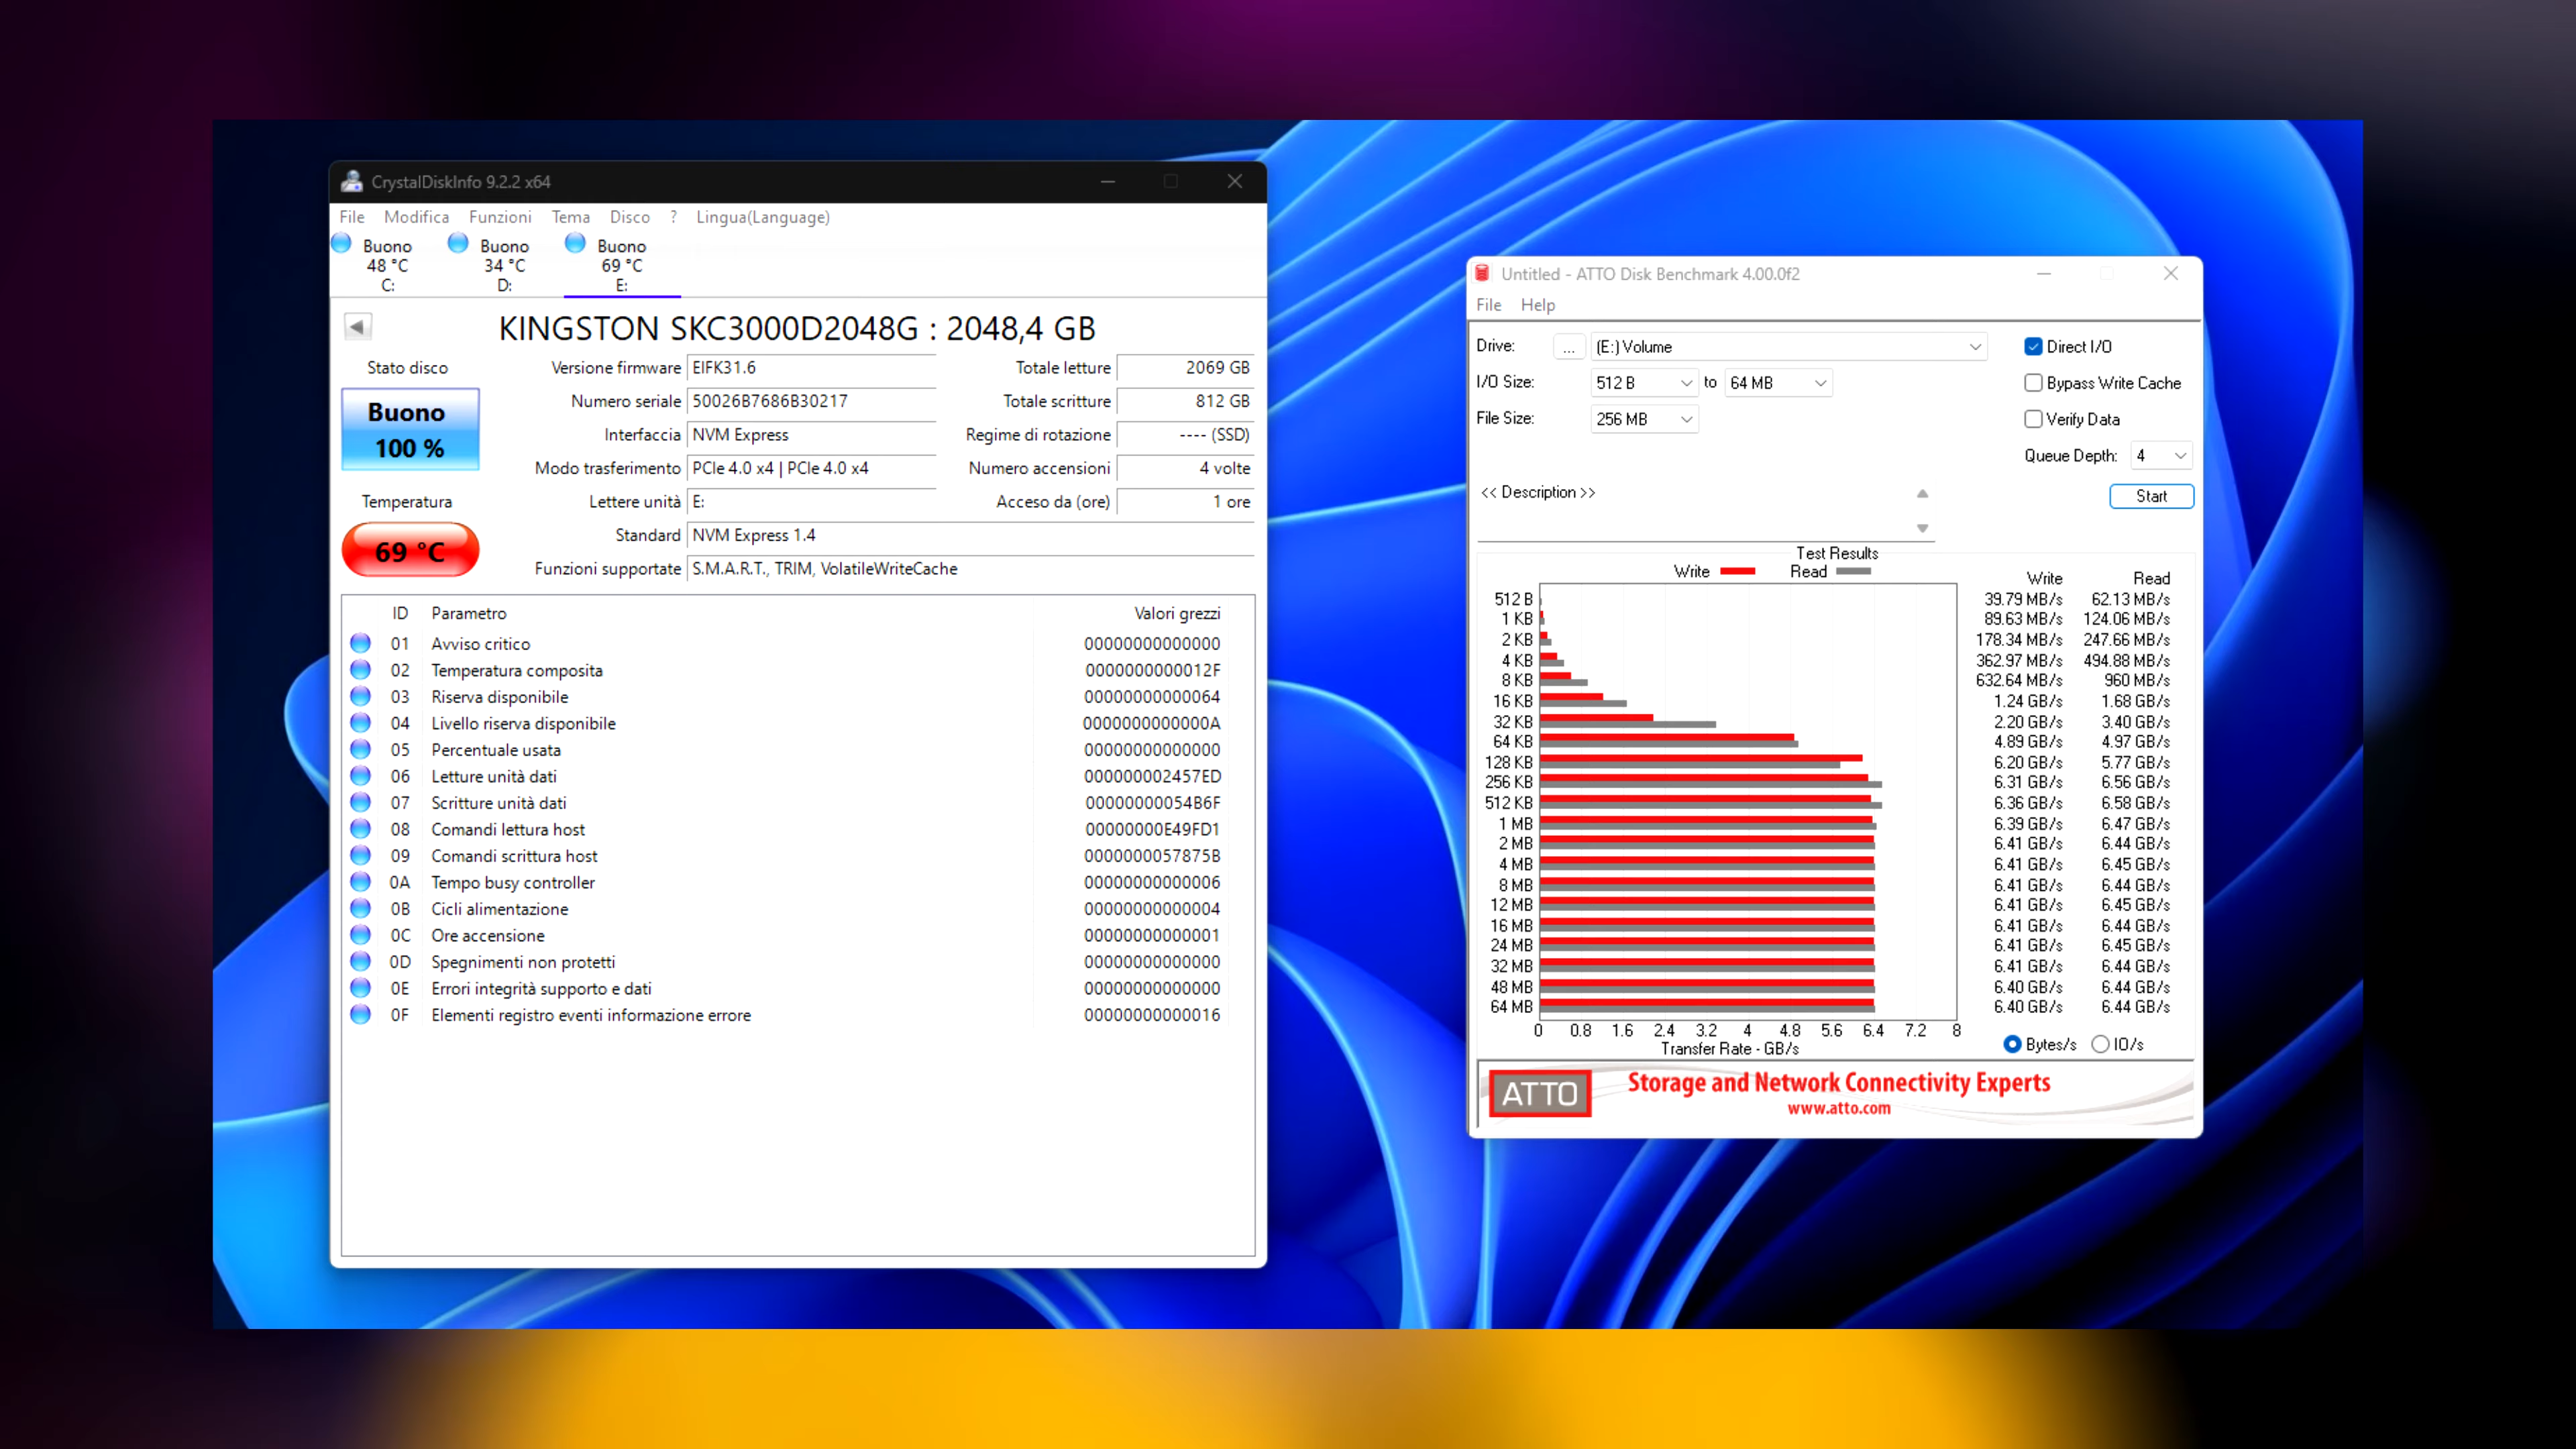 CrystalDiskInfo 9.2.2 x64
File Modifica Funzioni Tema Disco ? Lingua(Language)
Buono Buono Buono
48 °C 34 °C 69 °C
C: D: E:
KINGSTON SKC3000D2048G : 2048,4 GB
Stato disco
Buono
100 %
Temperatura
69 °C
Versione firmware EIFK31.6
Numero seriale 50026B7686B30217
Interfaccia NVM Express
Modo trasferimento PCIe 4.0 x4 | PCIe 4.0 x4
Lettere unità E:
Standard NVM Express 1.4
Funzioni supportate S.M.A.R.T., TRIM, VolatileWriteCache
Totale letture 2069 GB
Totale scritture 812 GB
Regime di rotazione ---- (SSD)
Numero accensioni 4 volte
Acceso da (ore) 1 ore
ID Parametro Valori grezzi
01 Avviso critico 00000000000000
02 Temperatura composita 0000000000012F
03 Riserva disponibile 00000000000064
04 Livello riserva disponibile 0000000000000A
05 Percentuale usata 00000000000000
06 Letture unità dati 000000002457ED
07 Scritture unità dati 00000000054B6F
08 Comandi lettura host 00000000E49FD1
09 Comandi scrittura host 0000000057875B
0A Tempo busy controller 00000000000006
0B Cicli alimentazione 00000000000004
0C Ore accensione 00000000000001
0D Spegnimenti non protetti 00000000000000
0E Errori integrità supporto e dati 00000000000000
0F Elementi registro eventi informazione errore 00000000000016
Untitled - ATTO Disk Benchmark 4.00.0f2
File Help
Drive: ... (E:) Volume
I/O Size: 512 B to 64 MB
File Size: 256 MB
Direct I/O
Bypass Write Cache
Verify Data
Queue Depth: 4
<< Description >>
Start
Test Results
Write Read
Write Read
512 B 39.79 MB/s 62.13 MB/s
1 KB 89.63 MB/s 124.06 MB/s
2 KB 178.34 MB/s 247.66 MB/s
4 KB 362.97 MB/s 494.88 MB/s
8 KB 632.64 MB/s 960 MB/s
16 KB 1.24 GB/s 1.68 GB/s
32 KB 2.20 GB/s 3.40 GB/s
64 KB 4.89 GB/s 4.97 GB/s
128 KB 6.20 GB/s 5.77 GB/s
256 KB 6.31 GB/s 6.56 GB/s
512 KB 6.36 GB/s 6.58 GB/s
1 MB 6.39 GB/s 6.47 GB/s
2 MB 6.41 GB/s 6.44 GB/s
4 MB 6.41 GB/s 6.45 GB/s
8 MB 6.41 GB/s 6.44 GB/s
12 MB 6.41 GB/s 6.45 GB/s
16 MB 6.41 GB/s 6.44 GB/s
24 MB 6.41 GB/s 6.45 GB/s
32 MB 6.41 GB/s 6.44 GB/s
48 MB 6.40 GB/s 6.44 GB/s
64 MB 6.40 GB/s 6.44 GB/s
0 0.8 1.6 2.4 3.2 4 4.8 5.6 6.4 7.2 8
Transfer Rate - GB/s
Bytes/s IO/s
ATTO
Storage and Network Connectivity Experts
www.atto.com